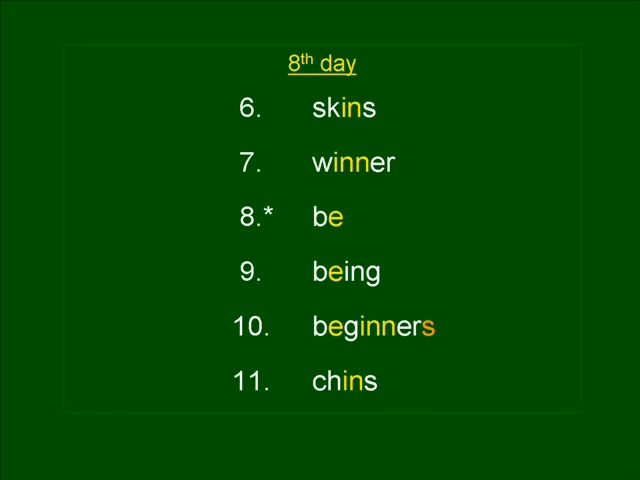 8th day
6. skins
7. winner
8.* be
9. being
10. beginners
11. chins